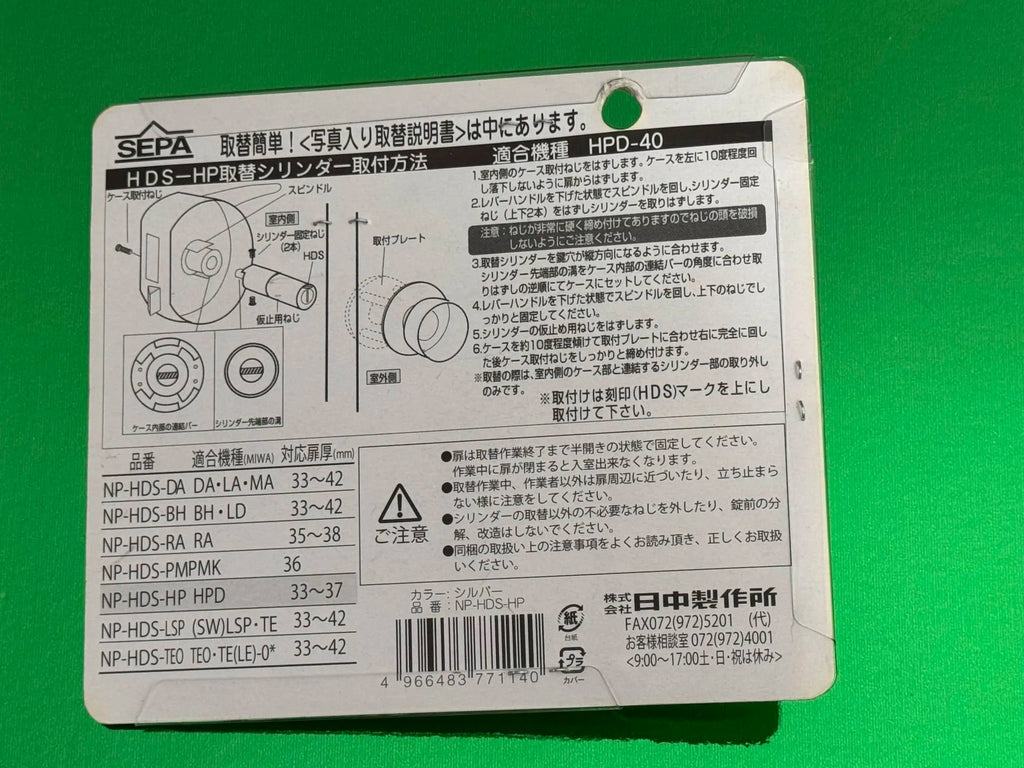 SEPA
取替簡単！<写真入り取替説明書>は中にあります。
HDS－HP取替シリンダー取付方法　適合機種　HPD-40
ケース取付ねじ
スピンドル
室内側
シリンダー固定ねじ
（2本）
HDS
仮止用ねじ
取付プレート
室外側
ケース内部の連結バー
シリンダー先端部の溝
1.室内側のケース取付ねじをはずします。ケースを左に10度程度回
し落下しないように扉からはずします。
2.レバーハンドルを下げた状態でスピンドルを回し、シリンダー固定
ねじ（上下2本）をはずしシリンダーを取りはずします。
注意：ねじが非常に硬く締め付けてありますのでねじの頭を破損
しないようにご注意ください。
3.取替シリンダーを鍵穴が縦方向になるように合わせます。
シリンダー先端部の溝をケース内部の連結バーの角度に合わせ取
りはずしの逆順にてケースにセットしてください。
4.レバーハンドルを下げた状態でスピンドルを回し、上下のねじでし
っかりと固定してください。
5.シリンダーの仮止め用ねじをはずします。
6.ケースを約10度程度傾けて取付プレートに合わせ右に完全に回し
た後ケース取付ねじをしっかりと締め付けます。
※取替の際は、室内側のケース部と連結するシリンダー部の取り外し
のみです。
※取付けは刻印(HDS)マークを上にし
取付けて下さい。
品番　適合機種(MIWA)　対応扉厚(mm)
NP-HDS-DA　DA・LA・MA　33〜42
NP-HDS-BH　BH・LD　33〜42
NP-HDS-RA　RA　35〜38
NP-HDS-PMPMK　36
NP-HDS-HP　HPD　33〜37
NP-HDS-LSP　(SW)LSP・TE　33〜42
NP-HDS-TEO　TEO・TE(LE)-0*　33〜42
ご注意
●扉は取替作業終了まで半開きの状態で固定してください。
作業中に扉が閉まると入室出来なくなります。
●取替作業中、作業者以外は扉周辺に近づいたり、立ち止まら
ない様に注意をしてください。
●シリンダーの取替以外の不必要なねじを外したり、錠前の分
解、改造はしないでください。
●同梱の取扱い上の注意事項をよくお読み頂き、正しくお取扱
いください。
カラー：シルバー
品番：NP-HDS-HP
4 966483 771140
紙
台紙
プラ
カバー
株式会社日中製作所
FAX072(972)5201　(代)
お客様相談室 072(972)4001
<9:00〜17:00土・日・祝は休み>